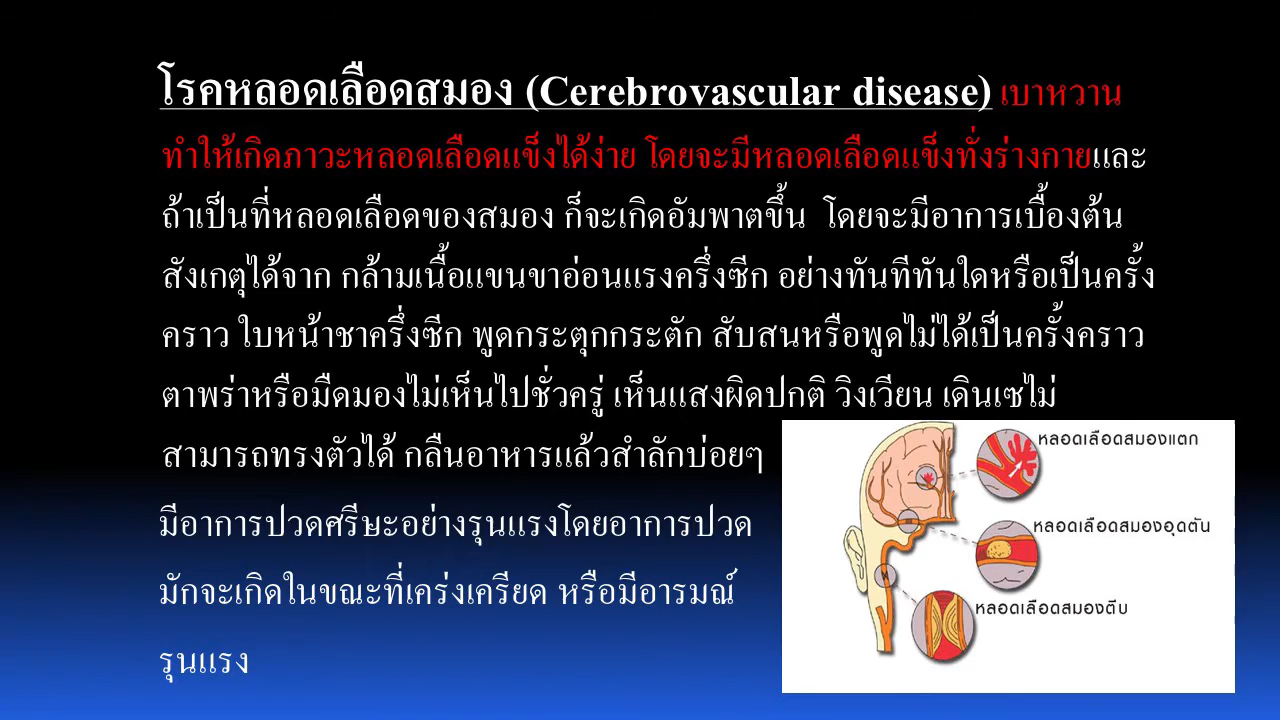 โรคหลอดเลือดสมอง (Cerebrovascular disease) เบาหวาน
ทำให้เกิดภาวะหลอดเลือดแข็งได้ง่าย โดยจะมีหลอดเลือดแข็งทั่งร่างกายและ
ถ้าเป็นที่หลอดเลือดของสมอง ก็จะเกิดอัมพาตขึ้น โดยจะมีอาการเบื้องต้น
สังเกตุได้จาก กล้ามเนื้อแขนขาอ่อนแรงครึ่งซีก อย่างทันทีทันใดหรือเป็นครั้ง
คราว ใบหน้าชาครึ่งซีก พูดกระตุกกระตัก สับสนหรือพูดไม่ได้เป็นครั้งคราว
ตาพร่าหรือมืดมองไม่เห็นไปชั่วครู่ เห็นแสงผิดปกติ วิงเวียน เดินเซไม่
สามารถทรงตัวได้ กลืนอาหารแล้วสำลักบ่อยๆ
มีอาการปวดศรีษะอย่างรุนแรงโดยอาการปวด
มักจะเกิดในขณะที่เคร่งเครียด หรือมีอารมณ์
รุนแรง
หลอดเลือดสมองแตก
หลอดเลือดสมองอุดตัน
หลอดเลือดสมองตีบ